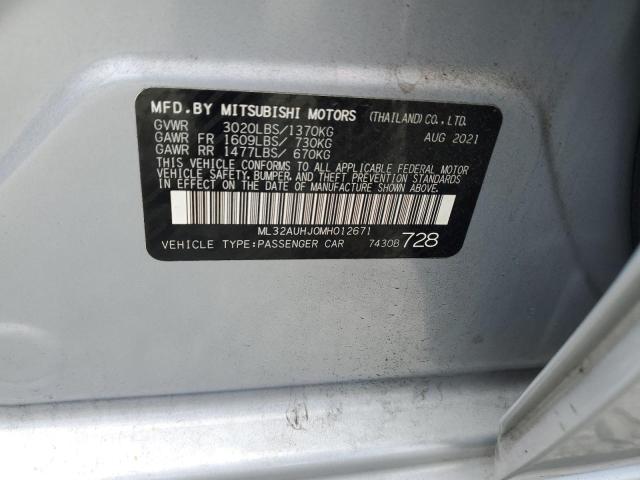 MFD.BY MITSUBISHI MOTORS (THAILAND) CO., LTD.
GVWR 3020LBS/1370KG AUG 2021
GAWR FR 1609LBS/ 730KG
GAWR RR 1477LBS/ 670KG
THIS VEHICLE CONFORMS TO ALL APPLICABLE FEDERAL MOTOR
VEHICLE SAFETY, BUMPER, AND THEFT PREVENTION STANDARDS
IN EFFECT ON THE DATE OF MANUFACTURE SHOWN ABOVE.
ML32AUHJ0MH012671
VEHICLE TYPE:PASSENGER CAR 7430B 728